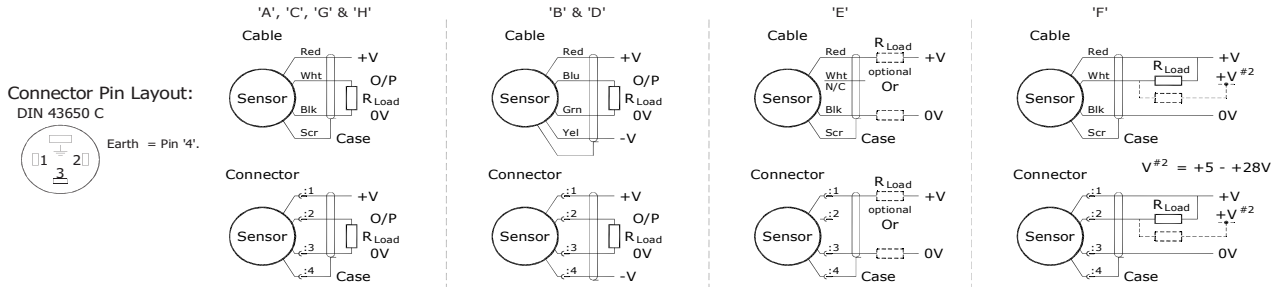 'A', 'C', 'G' & 'H'
Cable
Red
+V
Wht
O/P
Sensor
R Load
Blk
0V
Scr
Case
Connector
:1
+V
:2
O/P
Sensor
R Load
:3
0V
:4
Case
Connector Pin Layout:
DIN 43650 C
Earth = Pin '4'.
1
2
3
'B' & 'D'
Cable
Red
+V
Blu
O/P
Sensor
R Load
Grn
0V
Yel
-V
Connector
:1
+V
:2
O/P
Sensor
R Load
:3
0V
:4
-V
'E'
Cable
R Load
Red
+V
optional
Wht
N/C
Or
Sensor
Blk
0V
Scr
Case
Connector
R Load
:1
+V
optional
:2
Or
Sensor
:3
0V
:4
Case
'F'
Cable
Red
+V
R Load
Wht
+V #2
Sensor
Blk
0V
Scr
Case
V#2 = +5 - +28V
Connector
:1
+V
R Load
:2
+V #2
Sensor
:3
0V
:4
Case